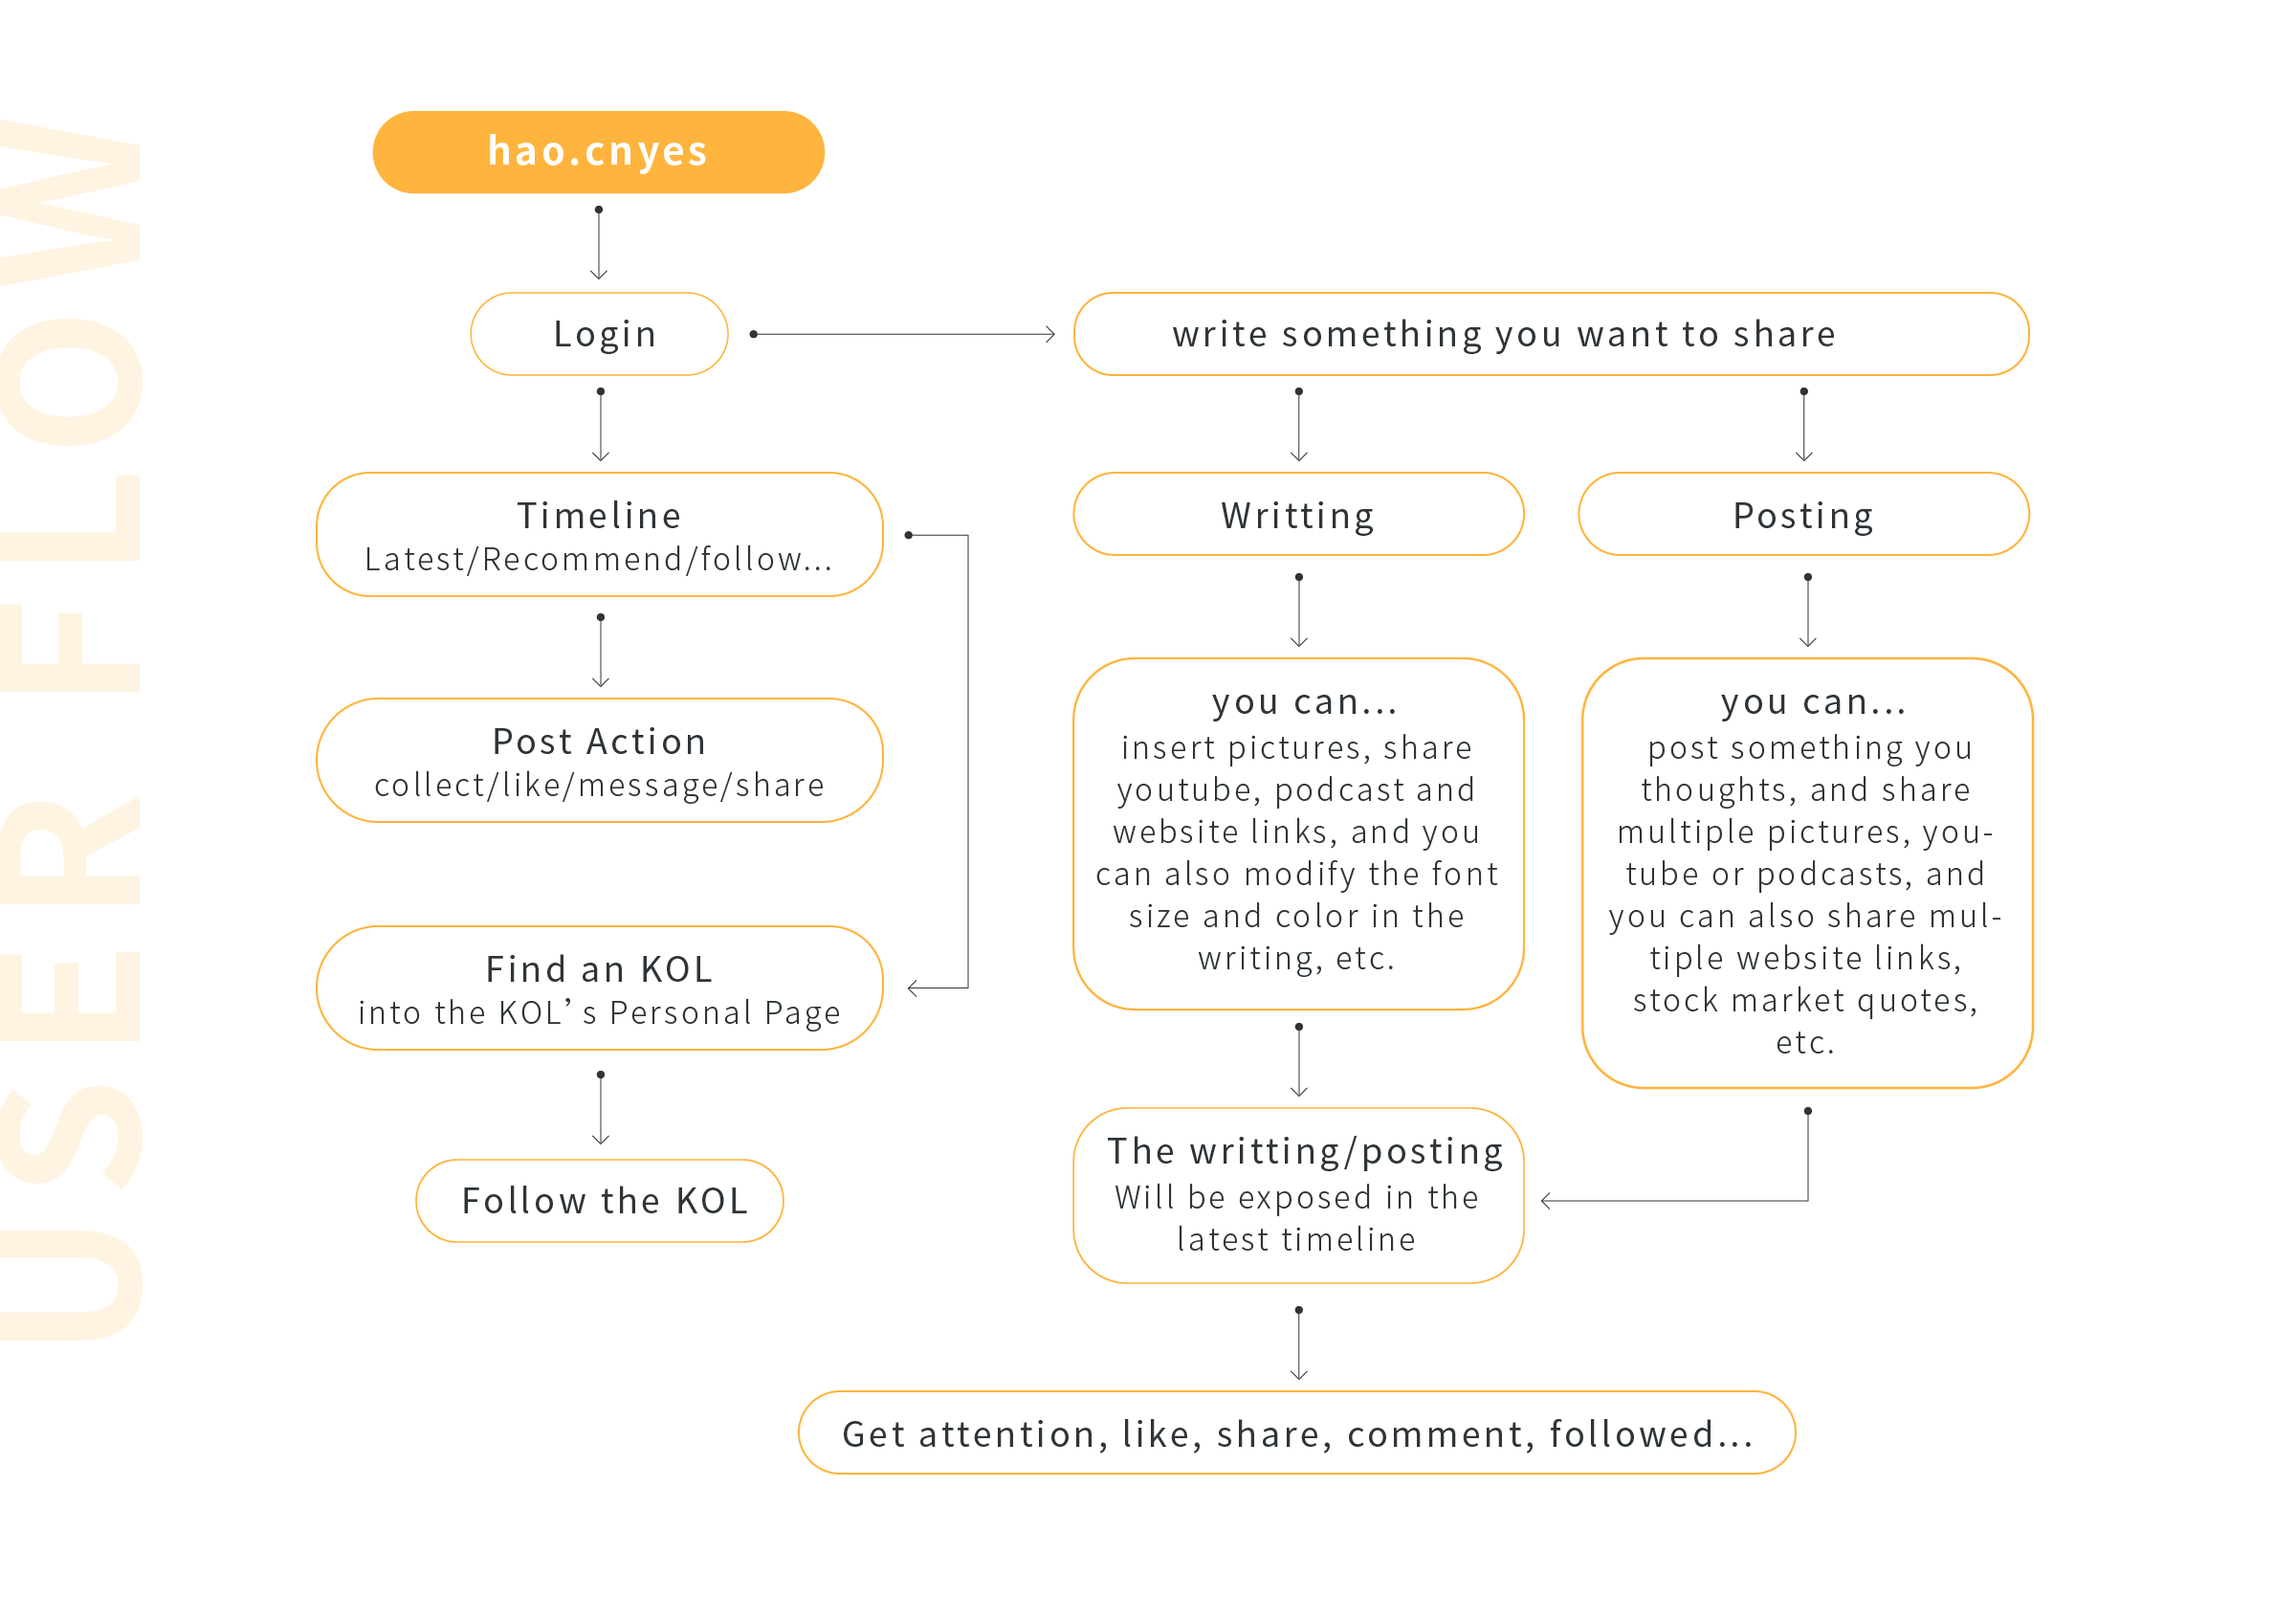 USER FLOW
hao.cnyes
Login
write something you want to share
Timeline
Latest/Recommend/follow...
Writting
Posting
Post Action
collect/like/message/share
you can...
insert pictures, share
youtube, podcast and
website links, and you
can also modify the font
size and color in the
writing, etc.
you can...
post something you
thoughts, and share
multiple pictures, you-
tube or podcasts, and
you can also share mul-
tiple website links,
stock market quotes,
etc.
Find an KOL
into the KOL’s Personal Page
Follow the KOL
The writting/posting
Will be exposed in the
latest timeline
Get attention, like, share, comment, followed...